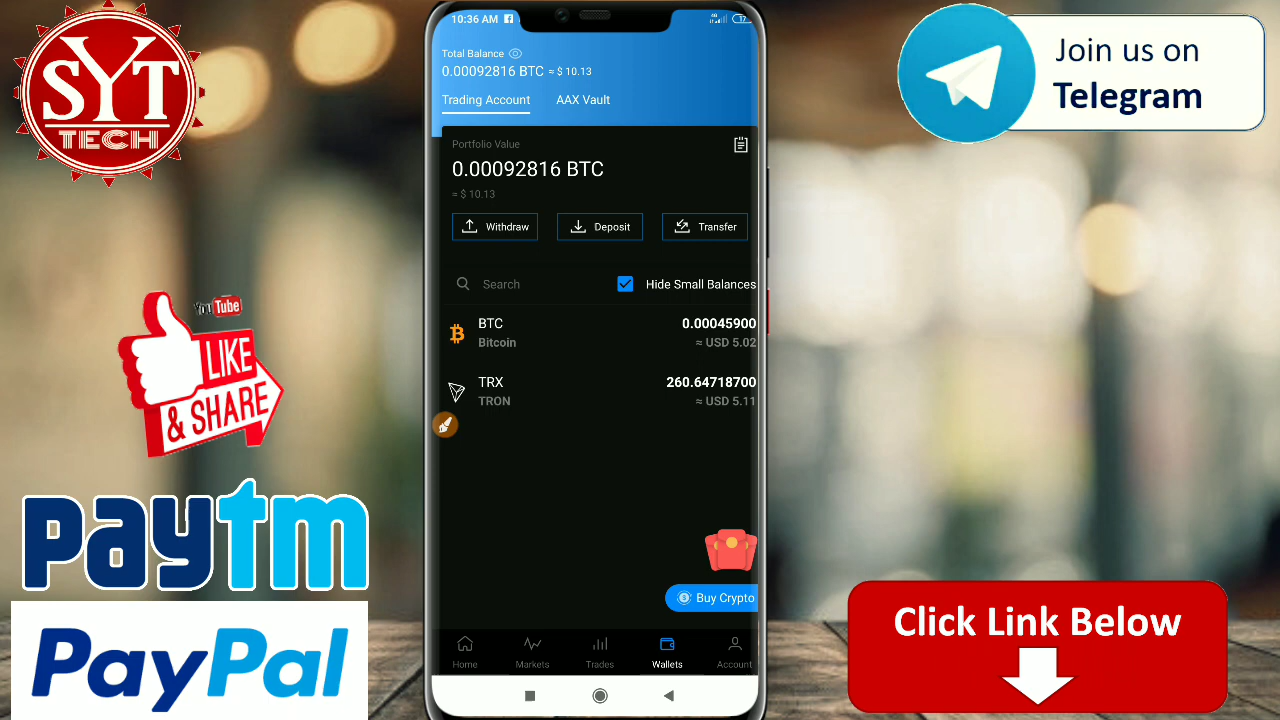 SYT
TECH
10:36 AM
4G
17
Total Balance
0.00092816 BTC ≈ $ 10.13
Trading Account
AAX Vault
Portfolio Value
0.00092816 BTC
≈ $ 10.13
Withdraw
Deposit
Transfer
Search
Hide Small Balances
BTC
0.00045900
Bitcoin
≈ USD 5.02
TRX
260.64718700
TRON
≈ USD 5.11
Buy Crypto
Home
Markets
Trades
Wallets
Account
Join us on
Telegram
YouTube
LIKE
& SHARE
paytm
PayPal
Click Link Below